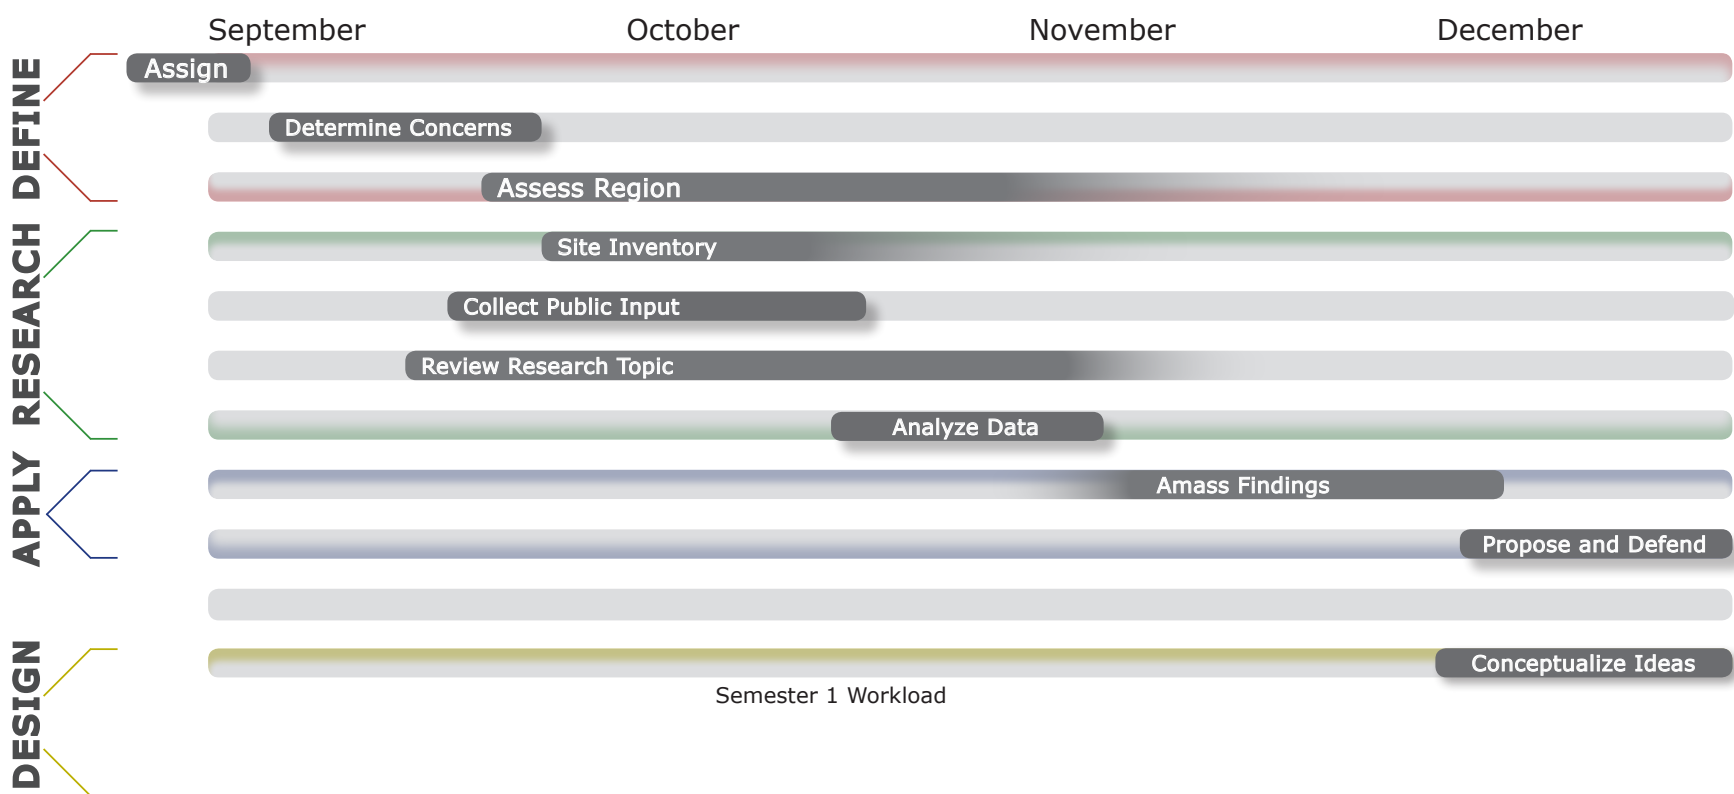 September October November December
DEFINE
Assign
Determine Concerns
Assess Region
RESEARCH
Site Inventory
Collect Public Input
Review Research Topic
Analyze Data
APPLY
Amass Findings
Propose and Defend
DESIGN
Conceptualize Ideas
Semester 1 Workload